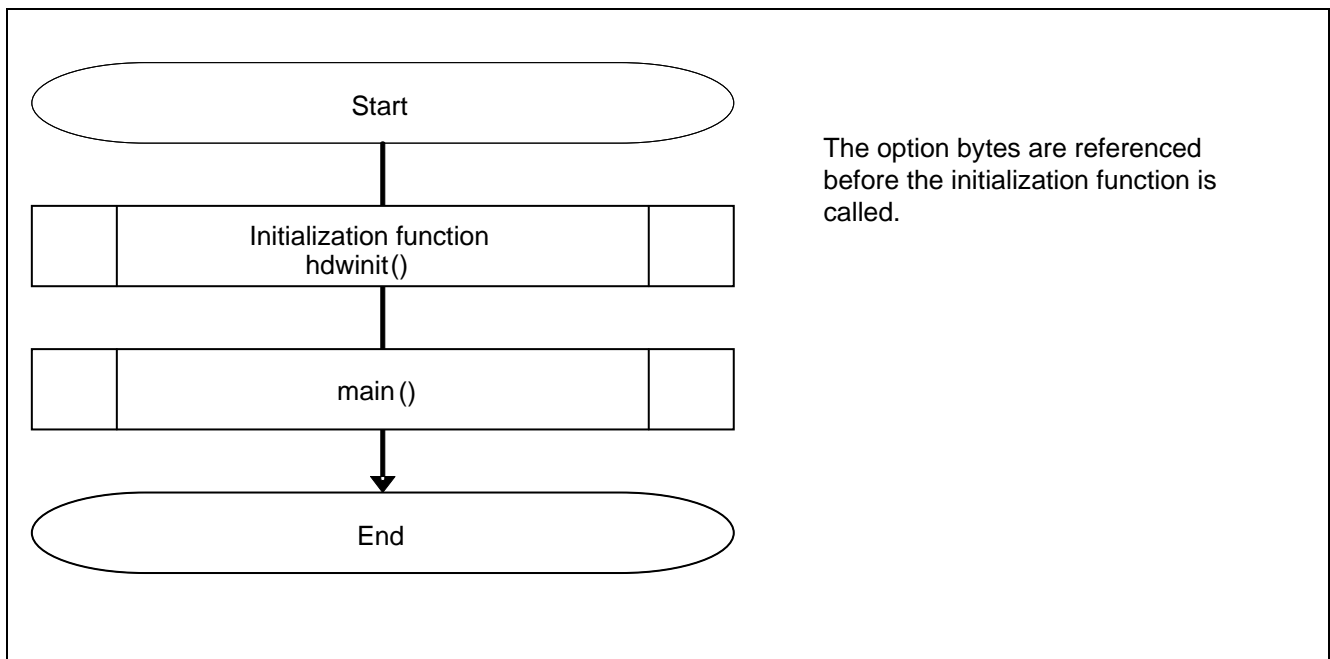 Start
The option bytes are referenced
before the initialization function is
called.
Initialization function
hdwinit()
main()
End